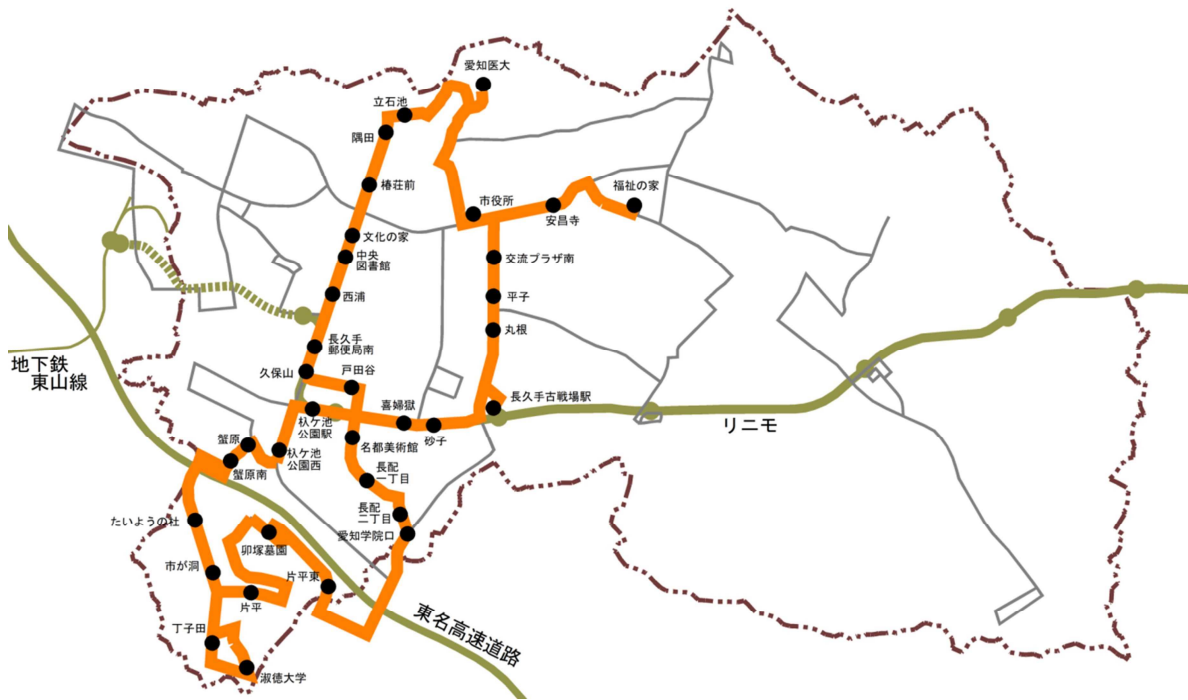 愛知医大
立石池
隅田
椿荘前
福祉の家
市役所
安昌寺
文化の家
中央
図書館
交流プラザ南
西浦
平子
丸根
長久手
郵便局南
地下鉄
東山線
久保山
戸田谷
長久手古戦場駅
喜婦嶽
杁ケ池
公園駅
砂子
リニモ
蟹原
名都美術館
杁ケ池
公園西
蟹原南
長配
一丁目
長配
二丁目
たいようの杜
愛知学院口
卯塚墓園
市が洞
片平東
片平
東名高速道路
丁子田
淑徳大学